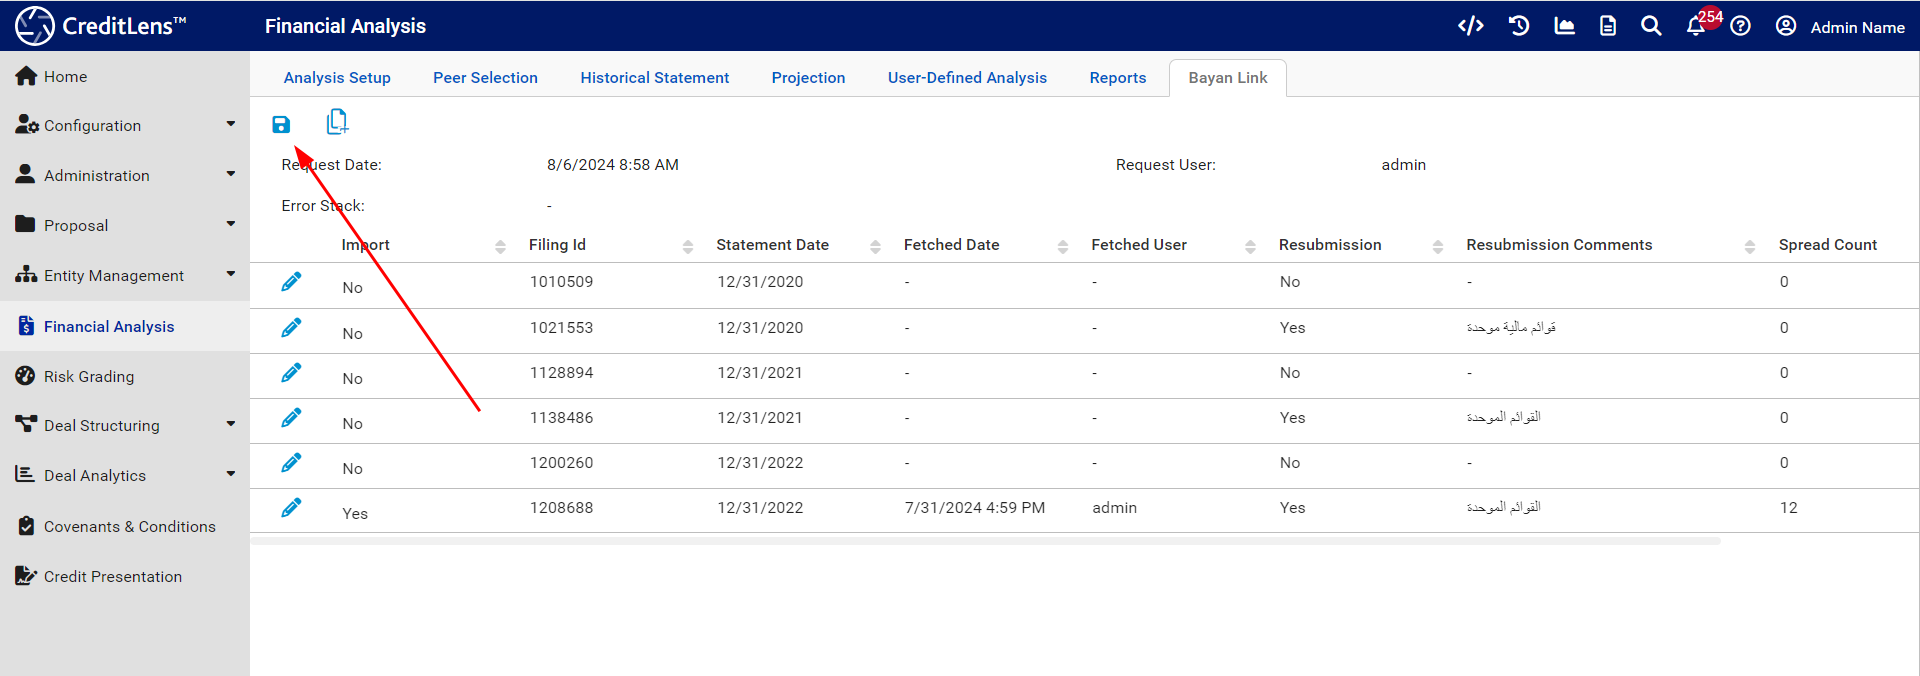 CreditLens™ Financial Analysis 254 Admin Name
Home
Configuration
Administration
Proposal
Entity Management
Financial Analysis
Risk Grading
Deal Structuring
Deal Analytics
Covenants & Conditions
Credit Presentation
Analysis Setup Peer Selection Historical Statement Projection User-Defined Analysis Reports Bayan Link
Request Date: 8/6/2024 8:58 AM Request User: admin
Error Stack: -
Import Filing Id Statement Date Fetched Date Fetched User Resubmission Resubmission Comments Spread Count
No 1010509 12/31/2020 - - No - 0
No 1021553 12/31/2020 - - Yes قوائم مالية موحدة 0
No 1128894 12/31/2021 - - No - 0
No 1138486 12/31/2021 - - Yes القوائم الموحدة 0
No 1200260 12/31/2022 - - No - 0
Yes 1208688 12/31/2022 7/31/2024 4:59 PM admin Yes القوائم الموحدة 12